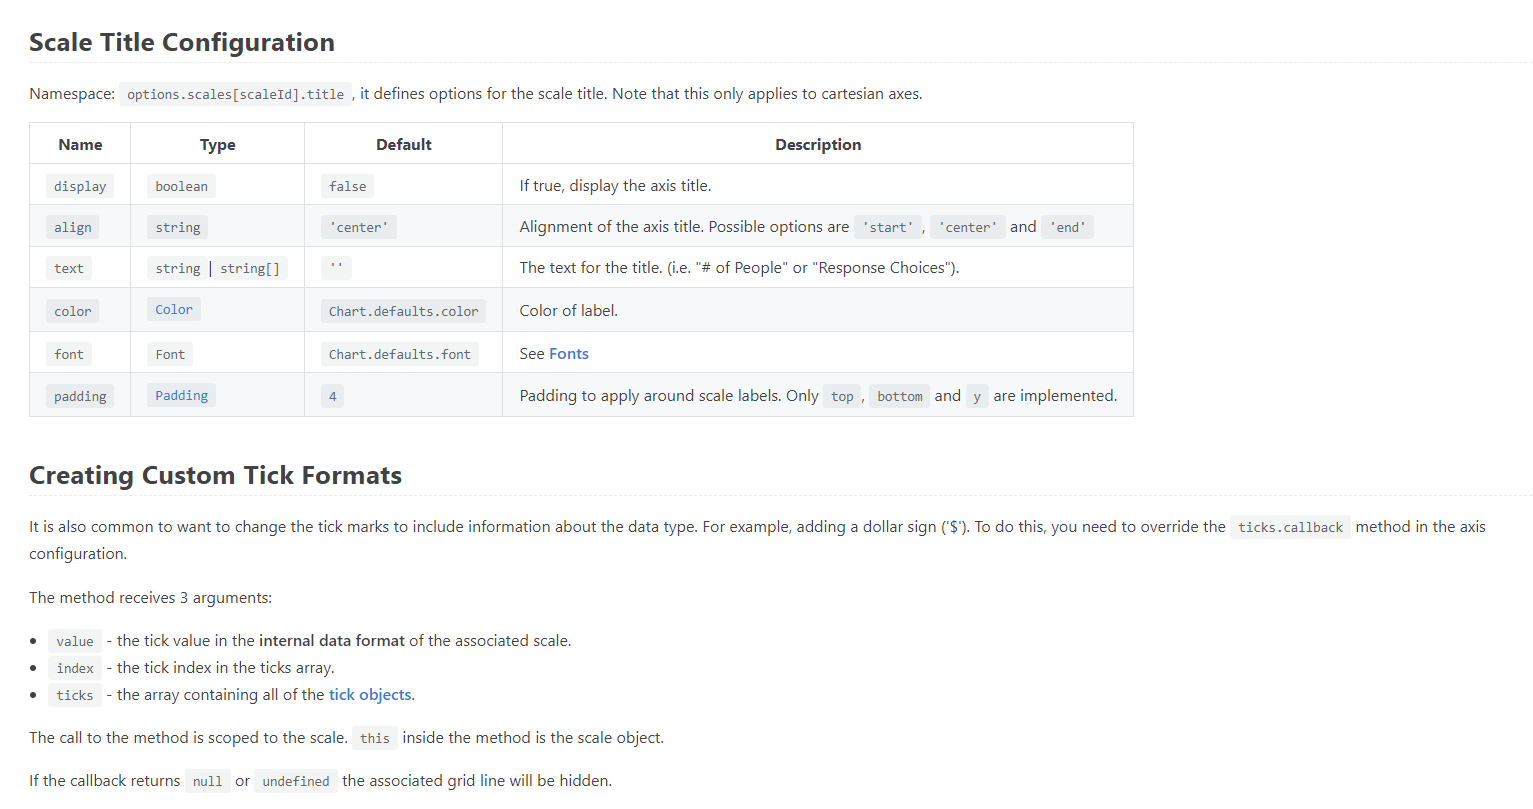 Scale Title Configuration
Namespace: options.scales[scaleId].title , it defines options for the scale title. Note that this only applies to cartesian axes.
Name Type Default Description
display boolean false If true, display the axis title.
align string 'center' Alignment of the axis title. Possible options are 'start' , 'center' and 'end'
text string | string[] '' The text for the title. (i.e. "# of People" or "Response Choices").
color Color Chart.defaults.color Color of label.
font Font Chart.defaults.font See Fonts
padding Padding 4 Padding to apply around scale labels. Only top , bottom and y are implemented.
Creating Custom Tick Formats
It is also common to want to change the tick marks to include information about the data type. For example, adding a dollar sign ('$'). To do this, you need to override the ticks.callback method in the axis
configuration.
The method receives 3 arguments:
• value - the tick value in the internal data format of the associated scale.
• index - the tick index in the ticks array.
• ticks - the array containing all of the tick objects.
The call to the method is scoped to the scale. this inside the method is the scale object.
If the callback returns null or undefined the associated grid line will be hidden.